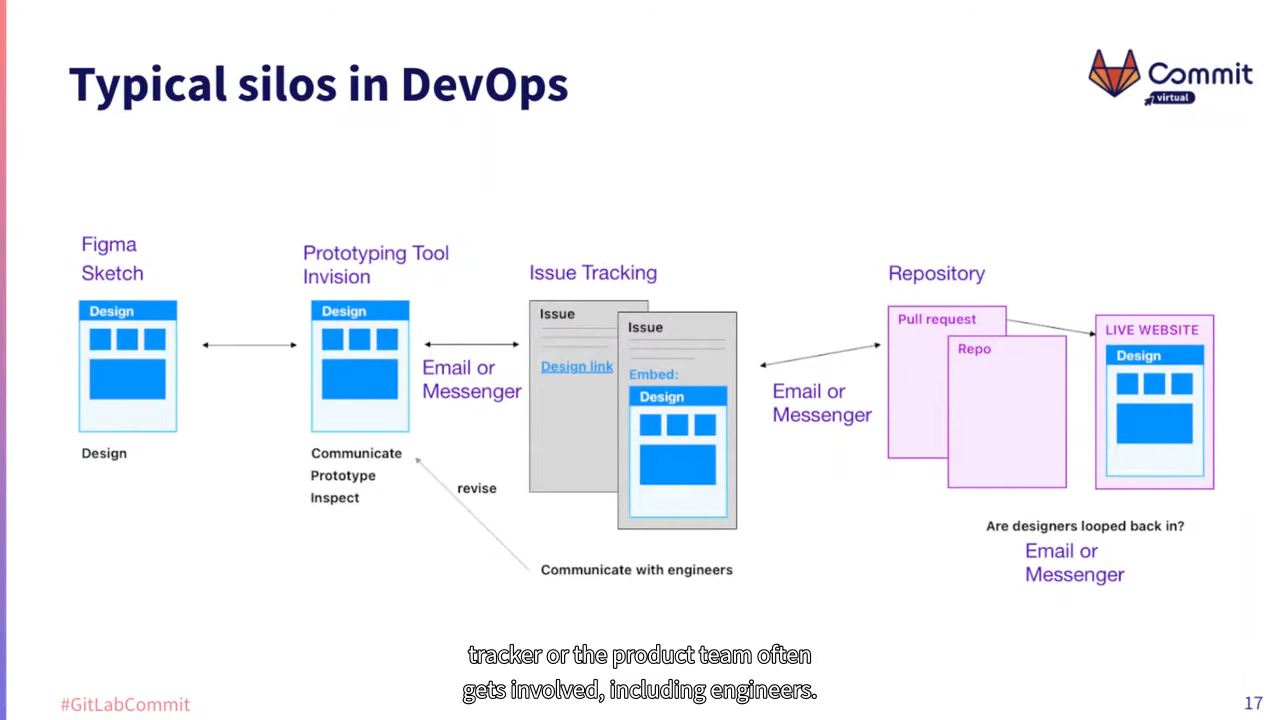 Typical silos in DevOps
Commit
virtual
Figma
Sketch
Design
Design
Prototyping Tool
Invision
Design
Communicate
Prototype
Inspect
Email or
Messenger
revise
Issue Tracking
Issue
Design link
Issue
Embed:
Design
Communicate with engineers
Email or
Messenger
Repository
Pull request
Repo
LIVE WEBSITE
Design
Are designers looped back in?
Email or
Messenger
tracker or the product team often
gets involved, including engineers.
#GitLabCommit
17